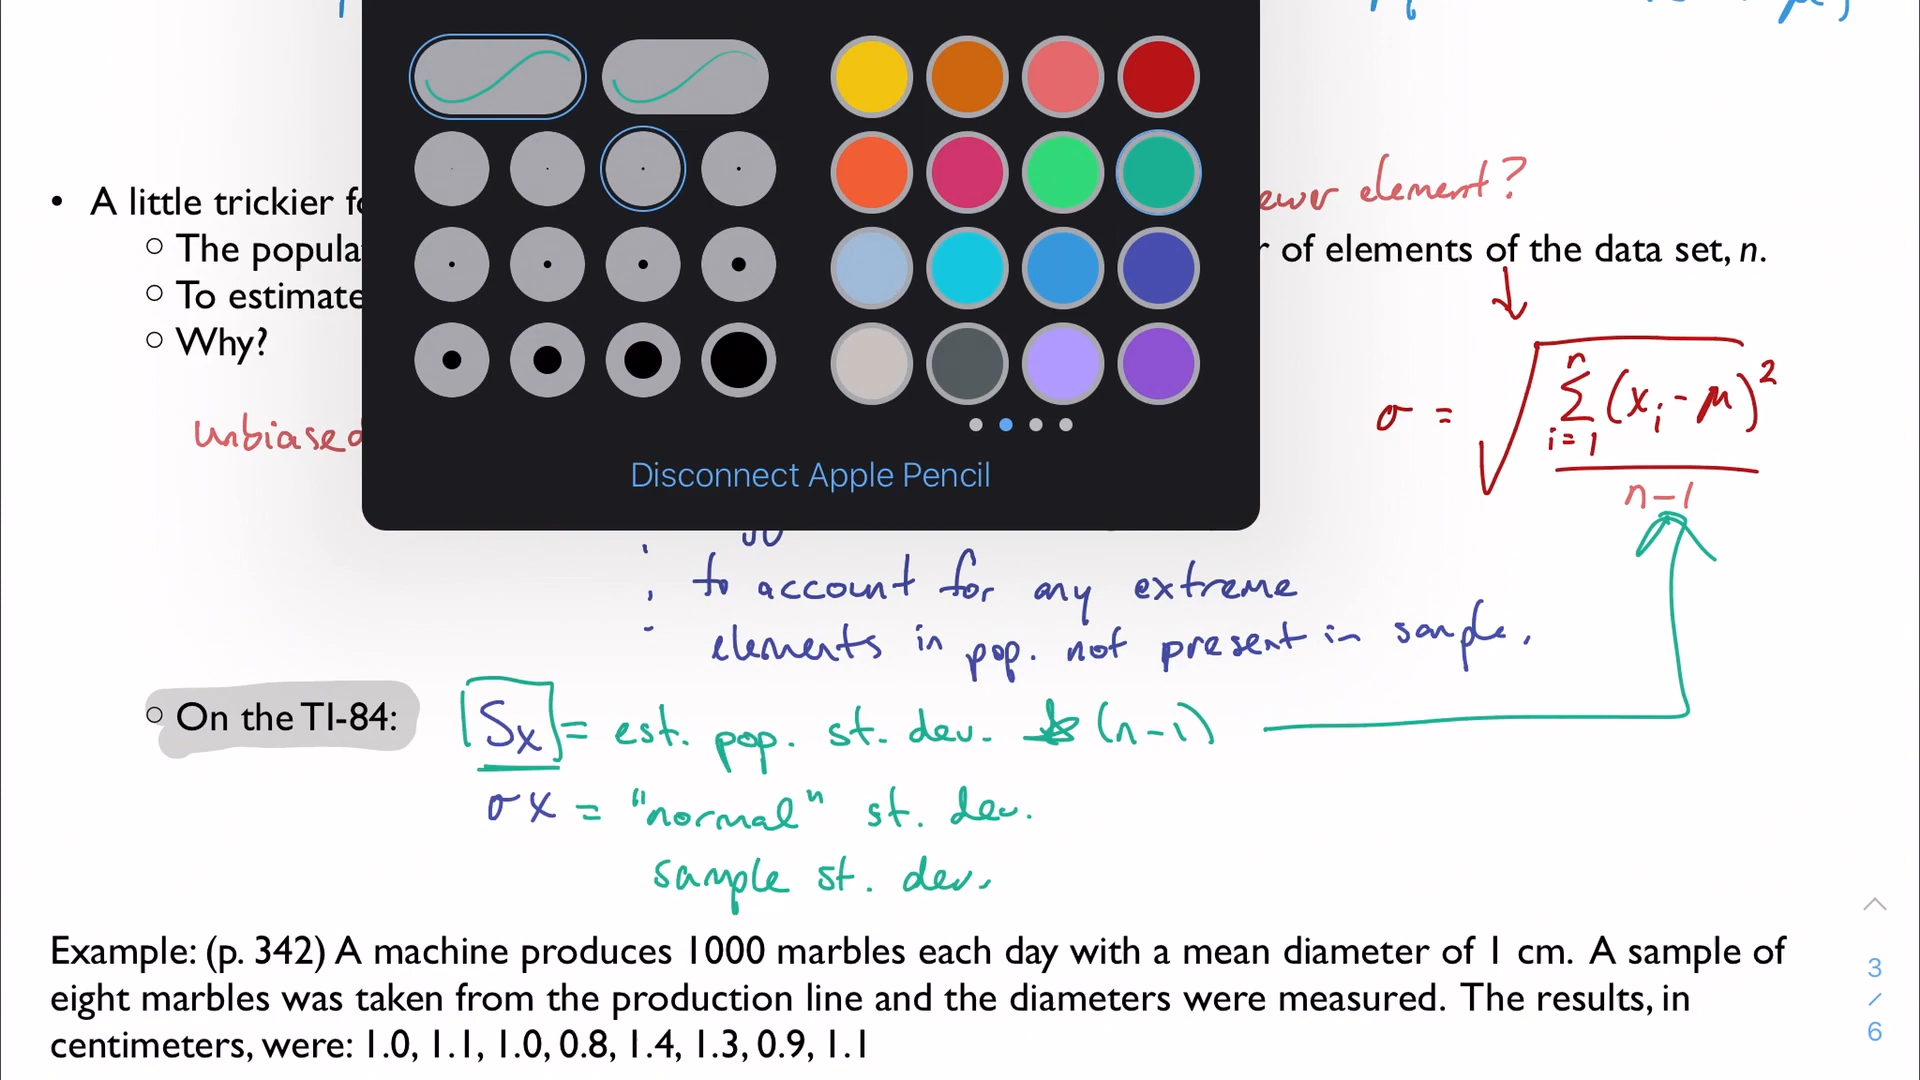 • A little trickier f
ewer element?
○ The popula
r of elements of the data set, n.
○ To estimate
○ Why?
σ = √ n Σ i=1 (xᵢ - μ)² / n-1
Unbiased
Disconnect Apple Pencil
to account for any extreme
elements in pop. not present in sample.
○ On the TI-84: Sx = est. pop. st. dev. (n-1)
σx = "normal" st. dev.
sample st. dev.
Example: (p. 342) A machine produces 1000 marbles each day with a mean diameter of 1 cm. A sample of
eight marbles was taken from the production line and the diameters were measured. The results, in
centimeters, were: 1.0, 1.1, 1.0, 0.8, 1.4, 1.3, 0.9, 1.1
3
/
6